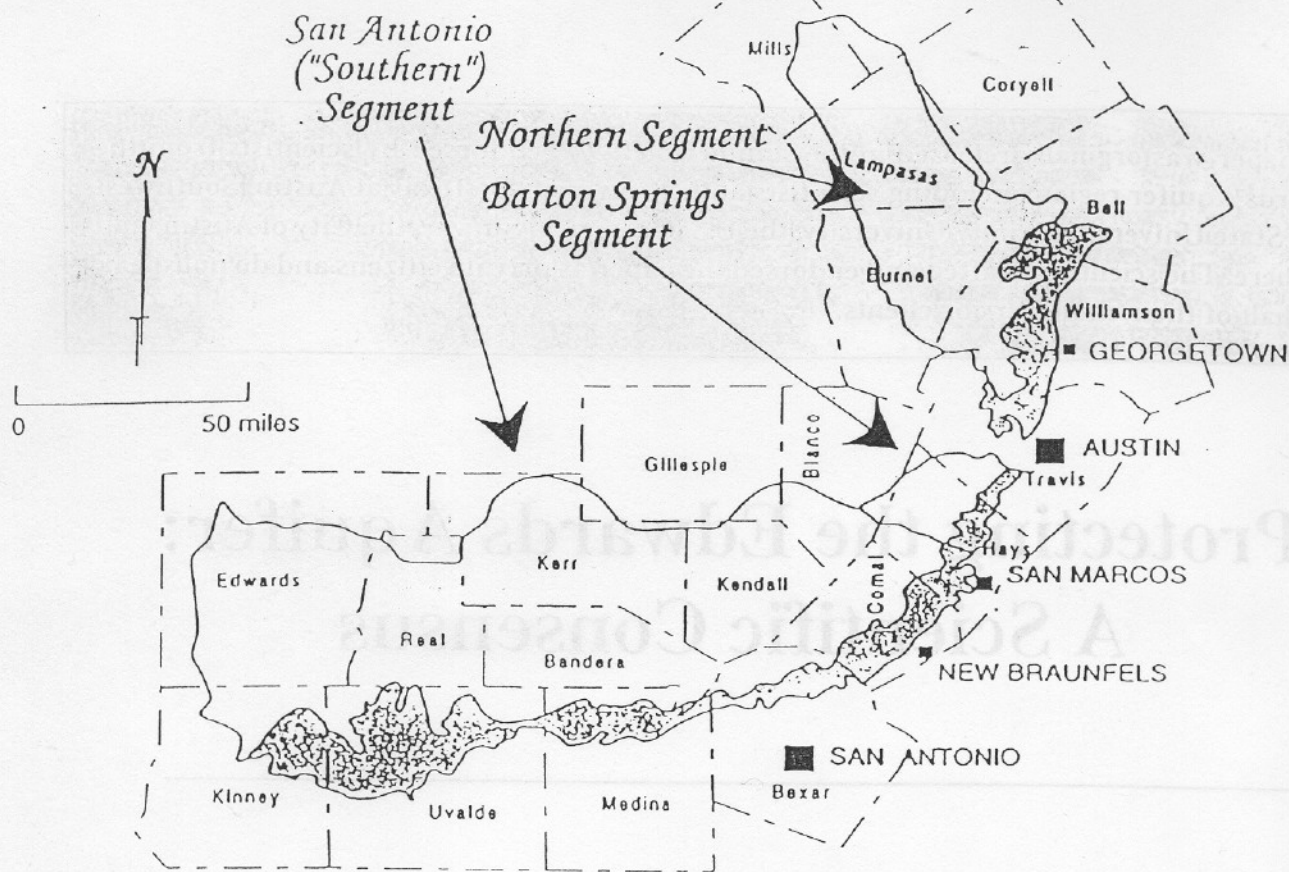 San Antonio
("Southern")
Segment
Northern Segment
Barton Springs
Segment
N
0
50 miles
Mills
Coryell
Lampasas
Bell
Burnet
Williamson
GEORGETOWN
Gillespie
Blanco
AUSTIN
Travis
Hays
SAN MARCOS
Edwards
Kerr
Kendall
Comal
Real
Bandera
NEW BRAUNFELS
SAN ANTONIO
Kinney
Uvalde
Medina
Bexar
Protecting the Edwards Aquifer:
A Scientific Consensus